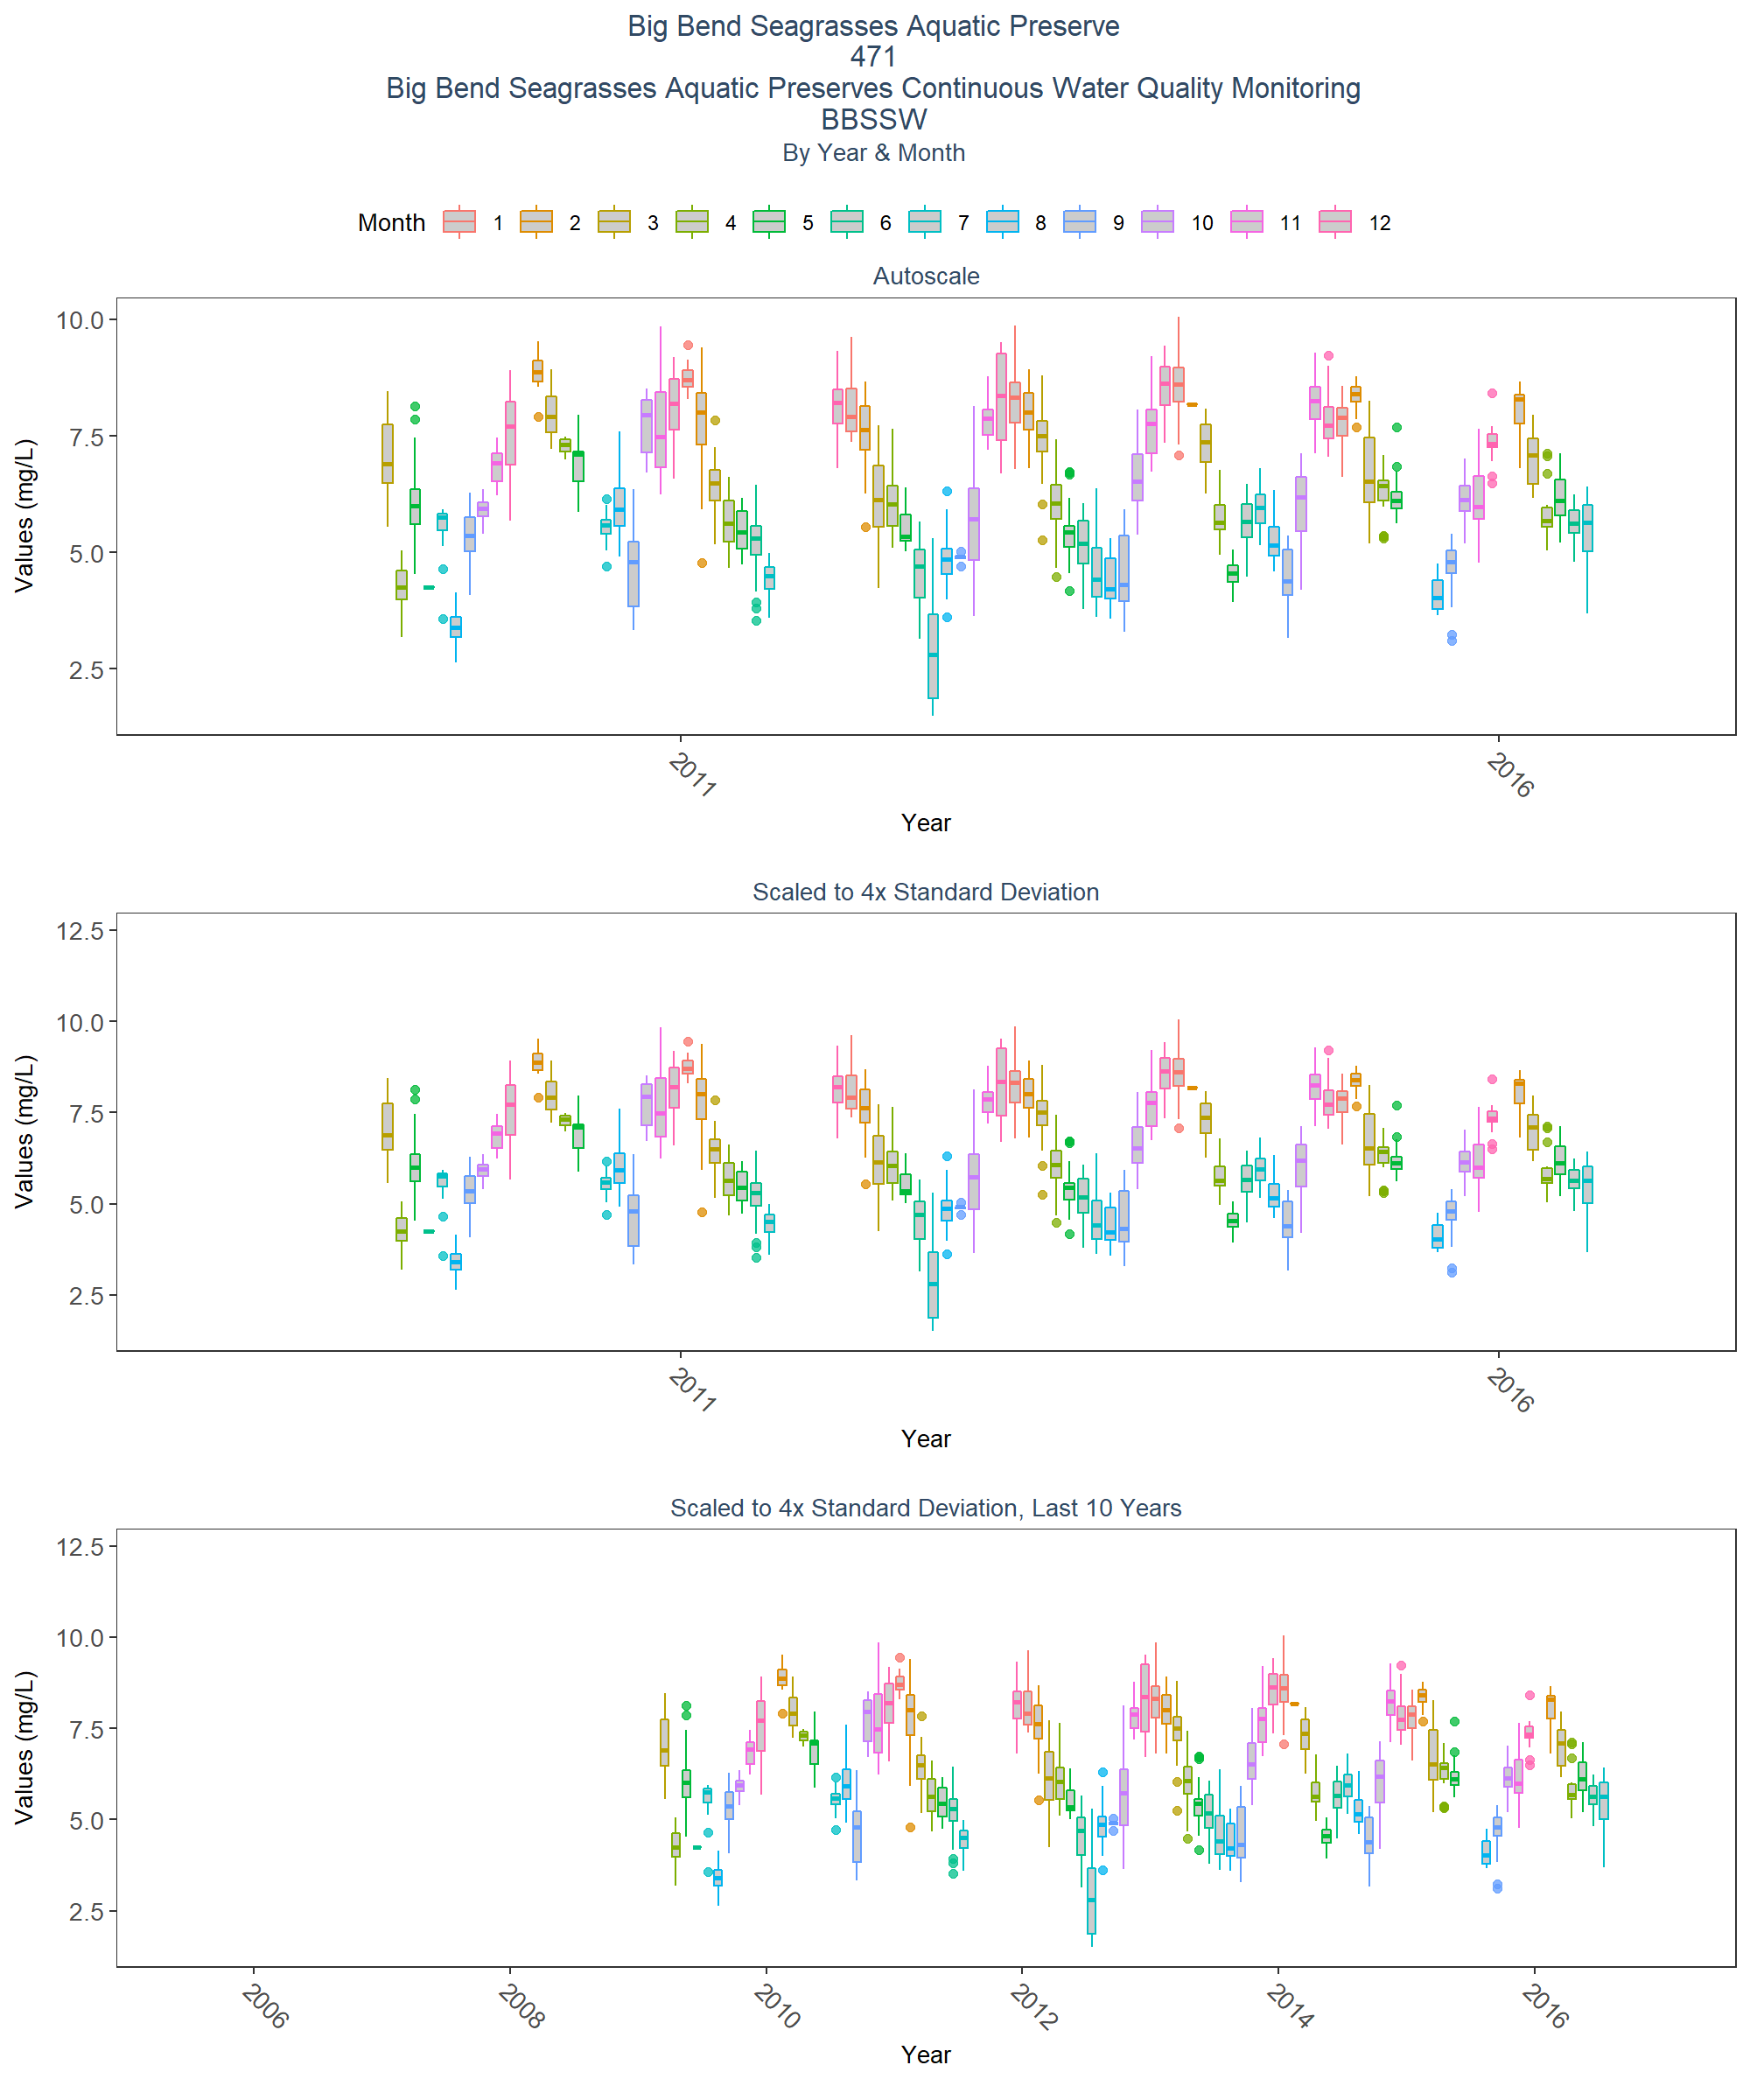 Big Bend Seagrasses Aquatic Preserve
471
Big Bend Seagrasses Aquatic Preserves Continuous Water Quality Monitoring
BBSSW
By Year & Month
Month 1 2 3 4 5 6 7 8 9 10 11 12
Autoscale
10.0
7.5
5.0
2.5
Values (mg/L)
2011 2016
Year
Scaled to 4x Standard Deviation
12.5
10.0
7.5
5.0
2.5
Values (mg/L)
2011 2016
Year
Scaled to 4x Standard Deviation, Last 10 Years
12.5
10.0
7.5
5.0
2.5
Values (mg/L)
2006 2008 2010 2012 2014 2016
Year